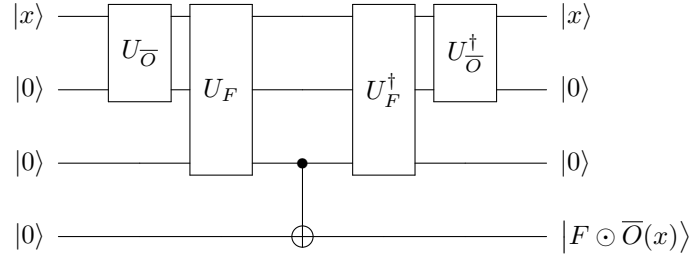 |x⟩ U_{\overline{O}} U_F U_F^† U_{\overline{O}}^† |x⟩
|0⟩ |0⟩
|0⟩ |0⟩
|0⟩ |F ⊙ \overline{O}(x)⟩